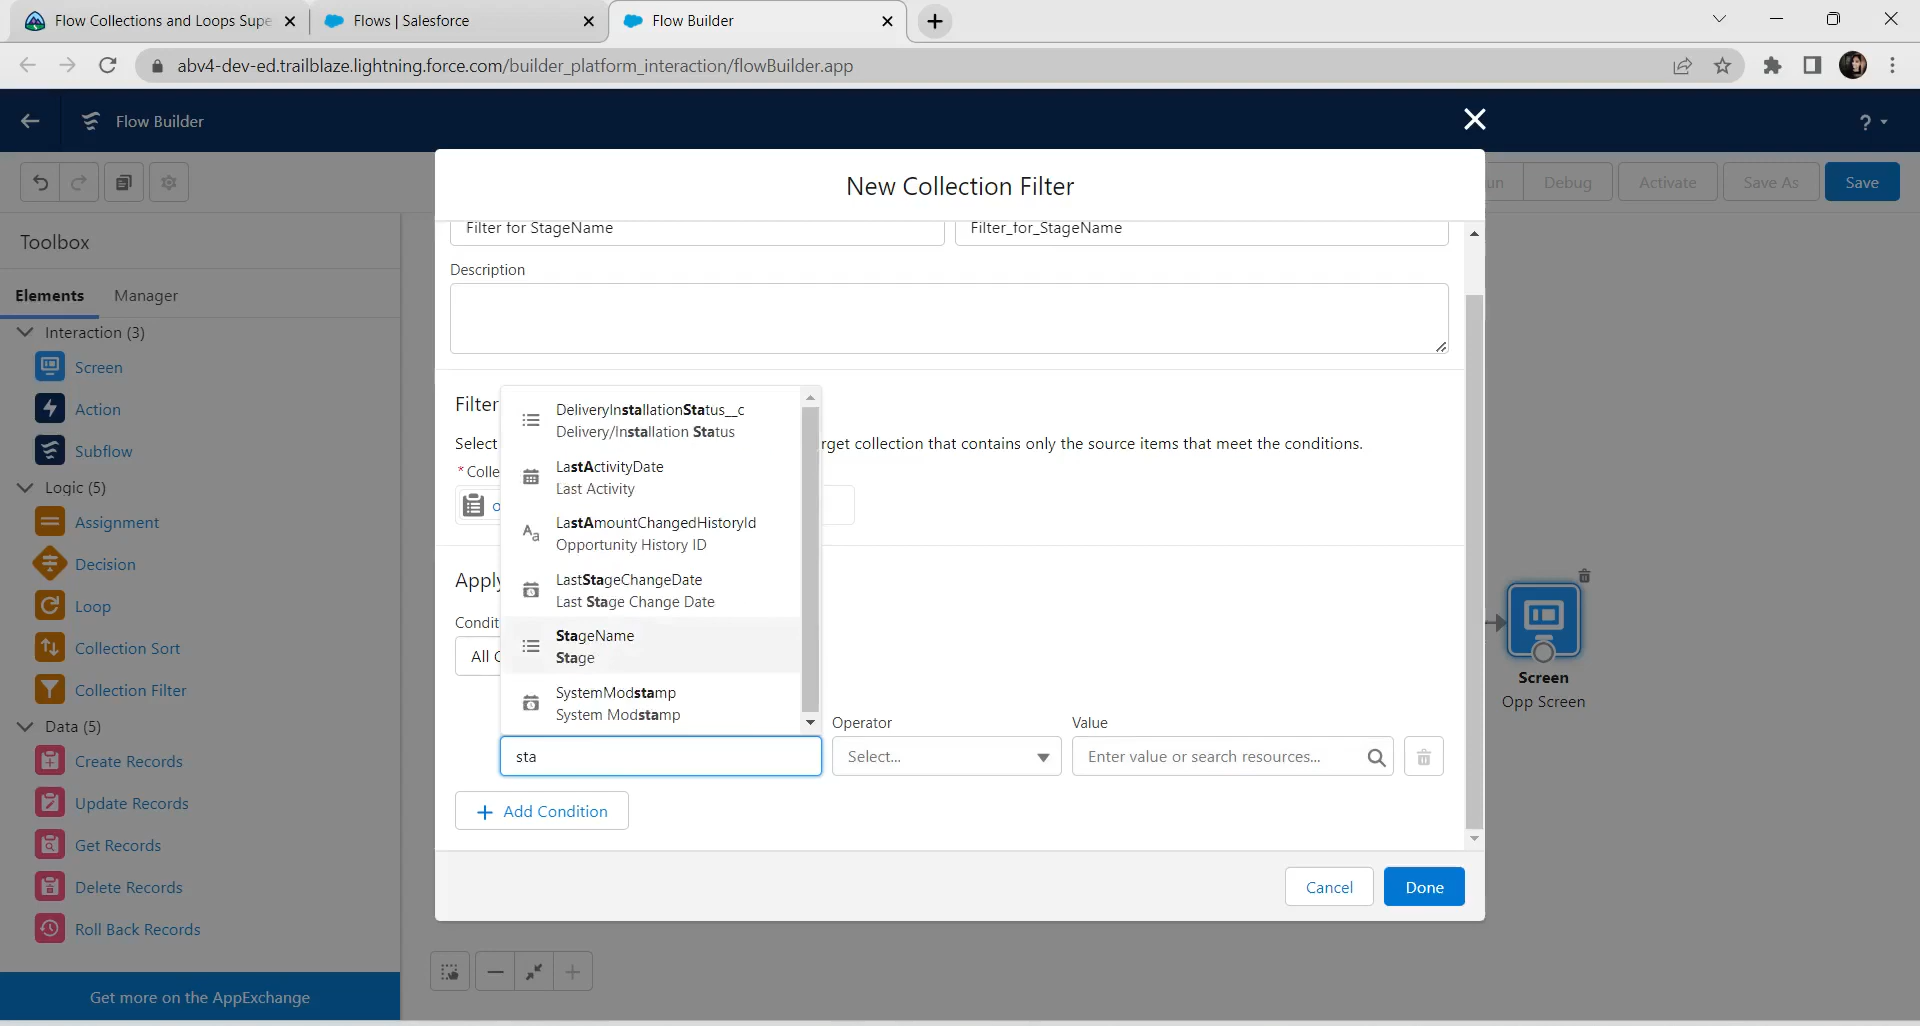 Flow Collections and Loops Supe
Flows | Salesforce
Flow Builder
abv4-dev-ed.trailblaze.lightning.force.com/builder_platform_interaction/flowBuilder.app
Flow Builder
?
New Collection Filter
un
Debug
Activate
Save As
Save
Toolbox
Elements
Manager
Interaction (3)
Screen
Action
Subflow
Logic (5)
Assignment
Decision
Loop
Collection Sort
Collection Filter
Data (5)
Create Records
Update Records
Get Records
Delete Records
Roll Back Records
Get more on the AppExchange
Filter for StageName
Filter_for_StageName
Description
Filter
Select
rget collection that contains only the source items that meet the conditions.
*Colle
o
Apply
Condit
All C
DeliveryInstallationStatus__c
Delivery/Installation Status
LastActivityDate
Last Activity
LastAmountChangedHistoryId
Opportunity History ID
LastStageChangeDate
Last Stage Change Date
StageName
Stage
SystemModstamp
System Modstamp
Operator
Value
sta
Select...
Enter value or search resources...
+ Add Condition
Cancel
Done
Screen
Opp Screen